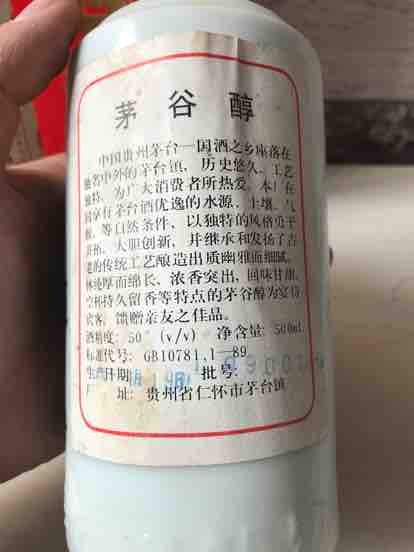 茅谷醇
中国贵州茅台—国酒之乡座落在
驰名中外的茅台镇，历史悠久、工艺
独特，为广大消费者所热爱。本厂在
享有茅台酒优逸的水源、土壤、气
等自然条件，以独特的风格勇于
大胆创新，并继承和发扬了古
老的传统工艺酿造出质幽雅而细腻，
体纯厚而绵长，浓香突出，回味甘甜，
空杯持久留香等特点的茅谷醇为宴
宾客，馈赠亲友之佳品。
酒精度：50°(v/v) 净含量：500ml
标准代号：GB10781.1—89
生产日期 批号：
厂 址：贵州省仁怀市茅台镇